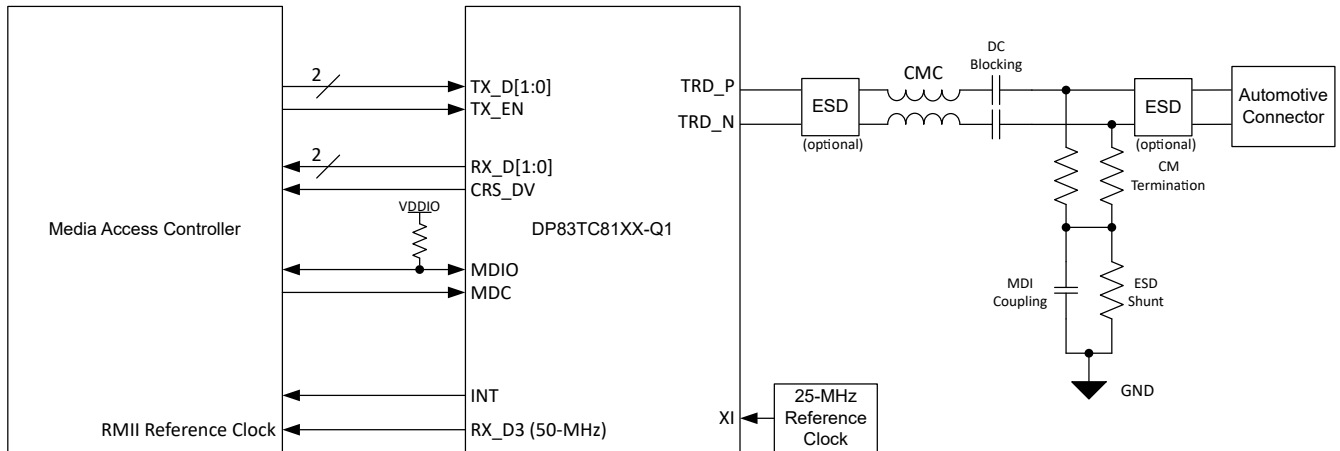 Media Access Controller
RMII Reference Clock
2
2
VDDIO
TX_D[1:0]
TX_EN
RX_D[1:0]
CRS_DV
MDIO
MDC
INT
RX_D3 (50-MHz)
DP83TC81XX-Q1
TRD_P
TRD_N
XI
25-MHz
Reference
Clock
ESD
(optional)
CMC
DC
Blocking
ESD
(optional)
Automotive
Connector
CM
Termination
MDI
Coupling
ESD
Shunt
GND